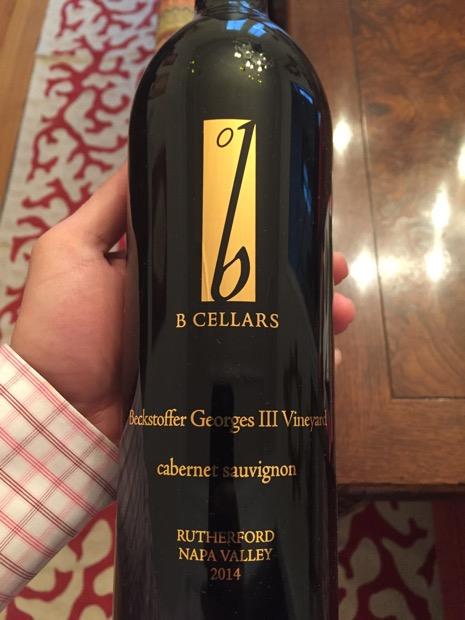 b
B CELLARS
Beckstoffer Georges III Vineyard
cabernet sauvignon
RUTHERFORD
NAPA VALLEY
2014